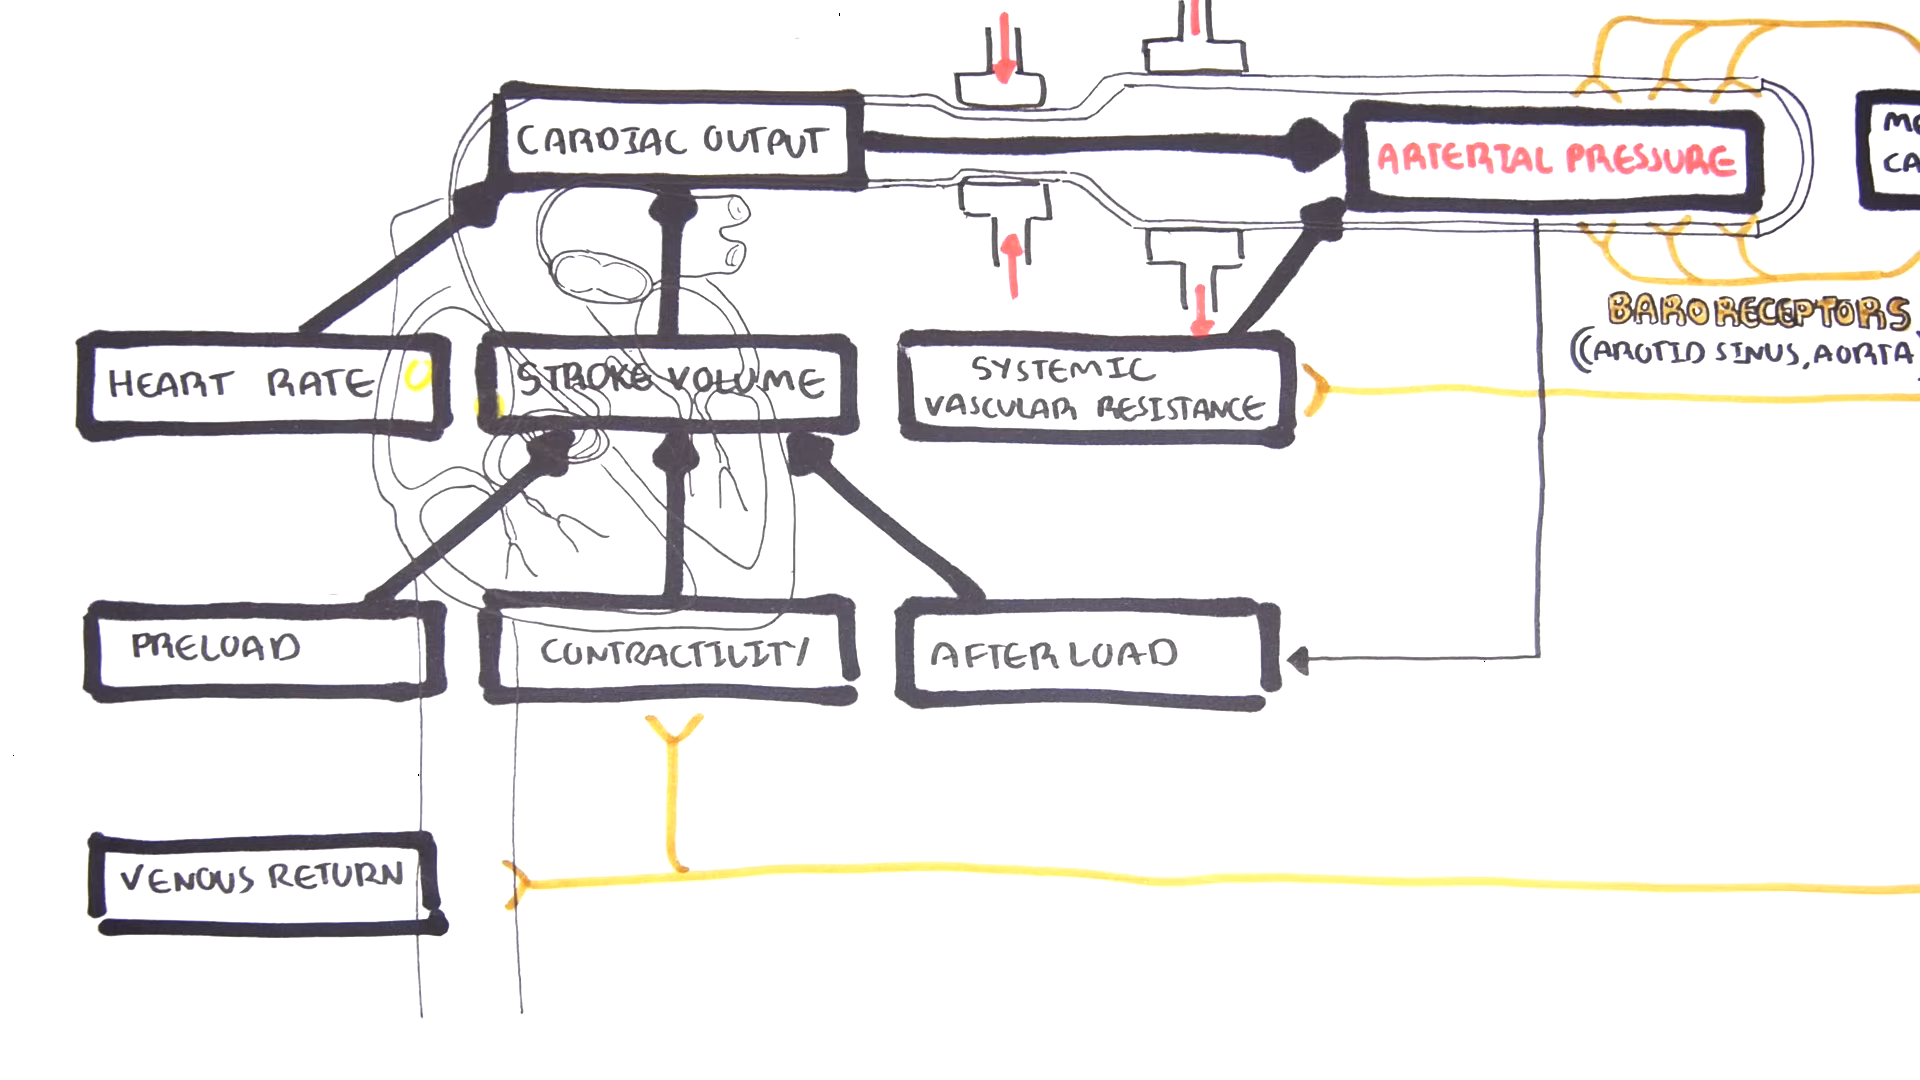 CARDIAC OUTPUT
ARTERIAL PRESSURE
BARORECEPTORS
(CAROTID SINUS, AORTA)
HEART RATE
STROKE VOLUME
SYSTEMIC
VASCULAR RESISTANCE
PRELOAD
CONTRACTILITY
AFTERLOAD
VENOUS RETURN